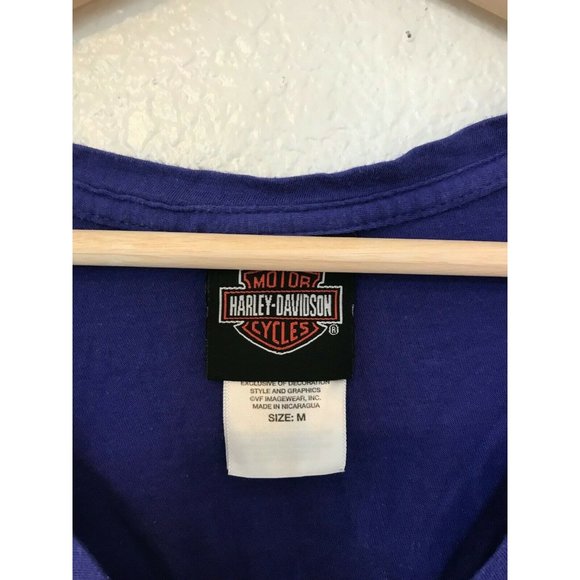 MOTOR
HARLEY-DAVIDSON
CYCLES ®
EXCLUSIVE OF DECORATION
STYLE AND GRAPHICS
©VF IMAGEWEAR, INC.
MADE IN NICARAGUA
SIZE: M